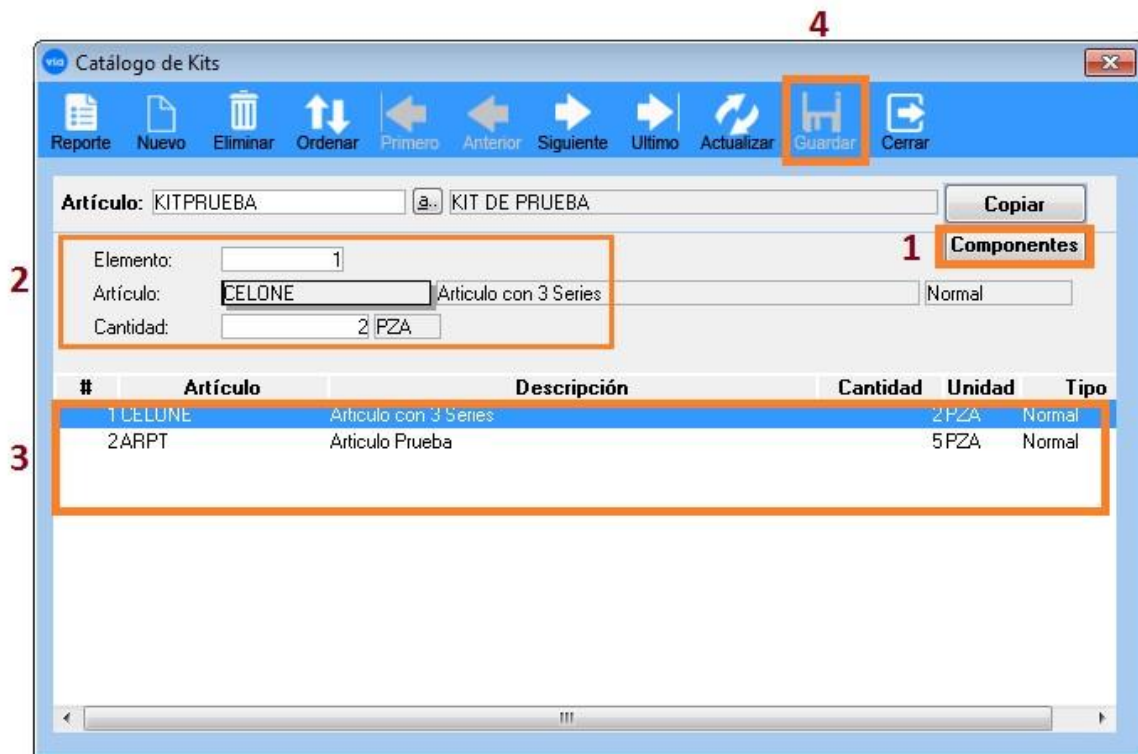 4
via Catálogo de Kits
Reporte Nuevo Eliminar Ordenar Primero Anterior Siguiente Ultimo Actualizar Guardar Cerrar
Artículo: KITPRUEBA a.. KIT DE PRUEBA Copiar
1 Componentes
2
Elemento: 1
Artículo: CELONE Articulo con 3 Series Normal
Cantidad: 2 PZA
# Artículo Descripción Cantidad Unidad Tipo
1 CELONE Articulo con 3 Series 2 PZA Normal
3
2 ARPT Articulo Prueba 5 PZA Normal